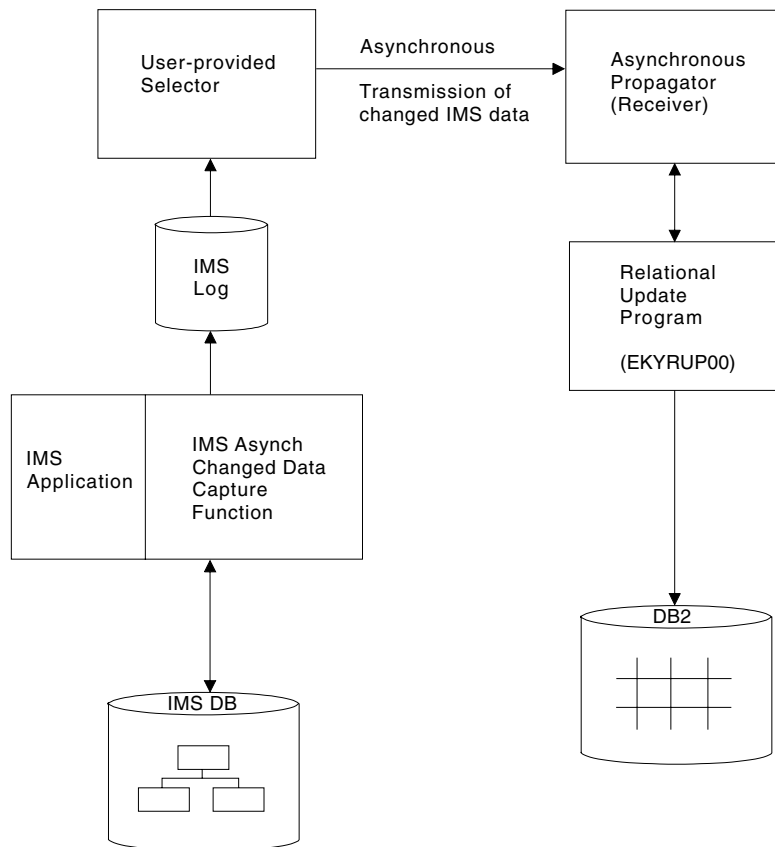 User-provided
Selector
Asynchronous
Transmission of
changed IMS data
Asynchronous
Propagator
(Receiver)
IMS
Log
Relational
Update
Program
(EKYRUP00)
IMS
Application
IMS Asynch
Changed Data
Capture
Function
DB2
IMS DB